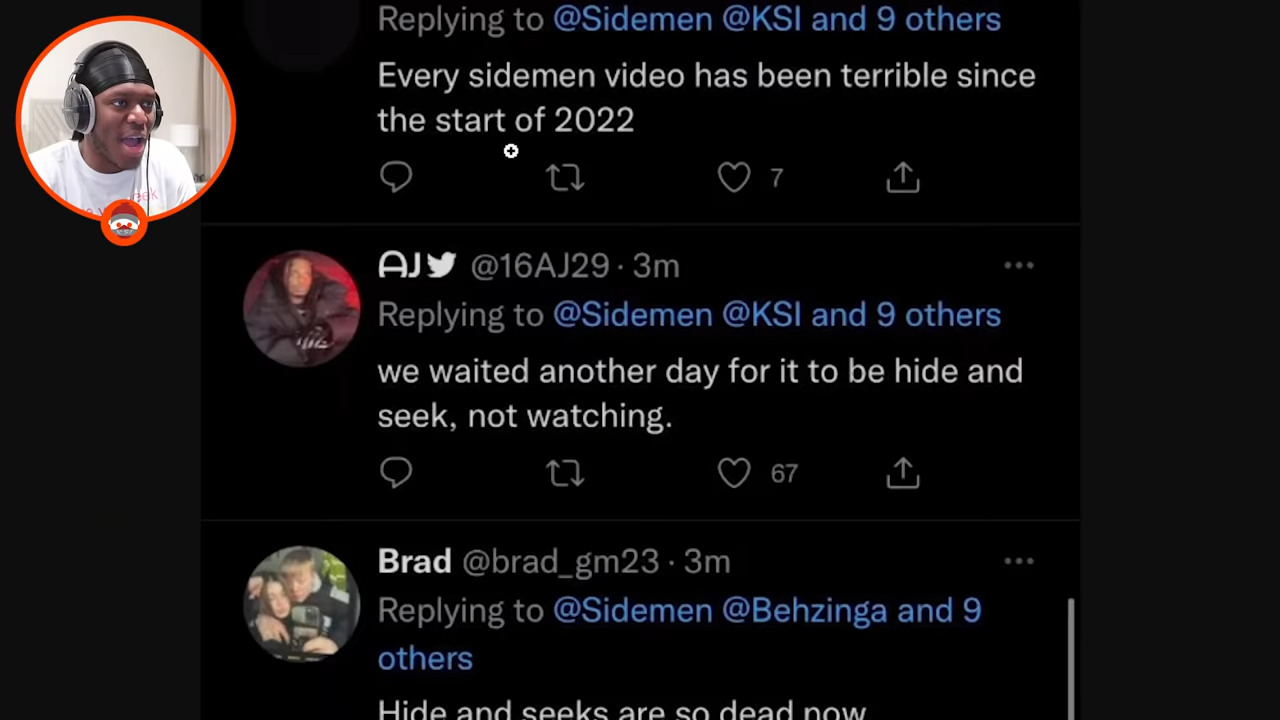 Replying to @Sidemen @KSI and 9 others
Every sidemen video has been terrible since
the start of 2022
7
AJ @16AJ29 · 3m
Replying to @Sidemen @KSI and 9 others
we waited another day for it to be hide and
seek, not watching.
67
Brad @brad_gm23 · 3m
Replying to @Sidemen @Behzinga and 9
others
Hide and seeks are so dead now